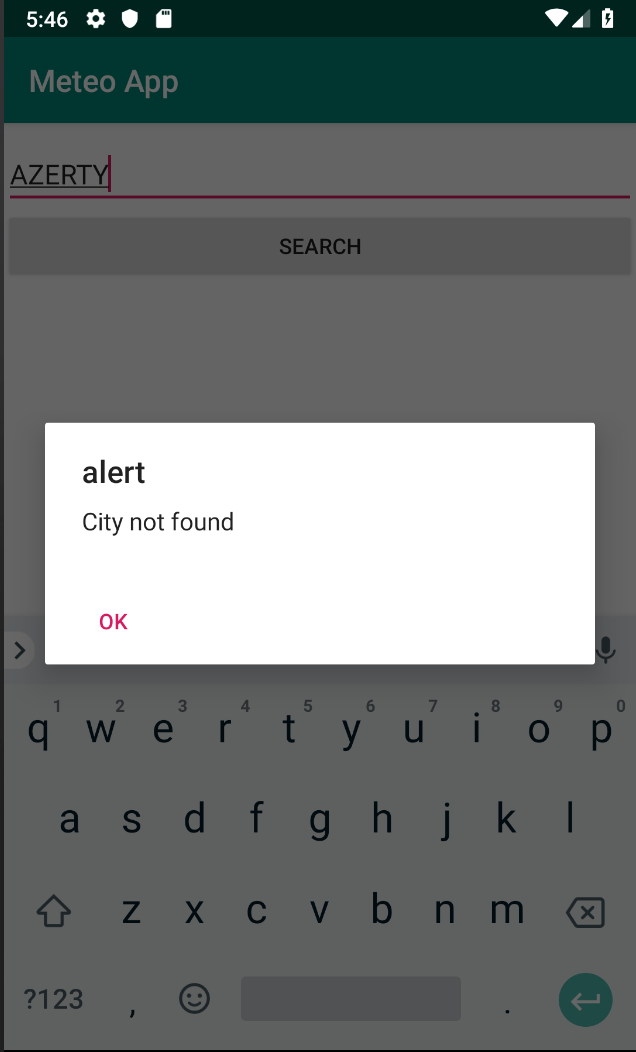 5:46
Meteo App
AZERTY
SEARCH
alert
City not found
OK
1 2 3 4 5 6 7 8 9 0
q w e r t y u i o p
a s d f g h j k l
z x c v b n m
?123 , .